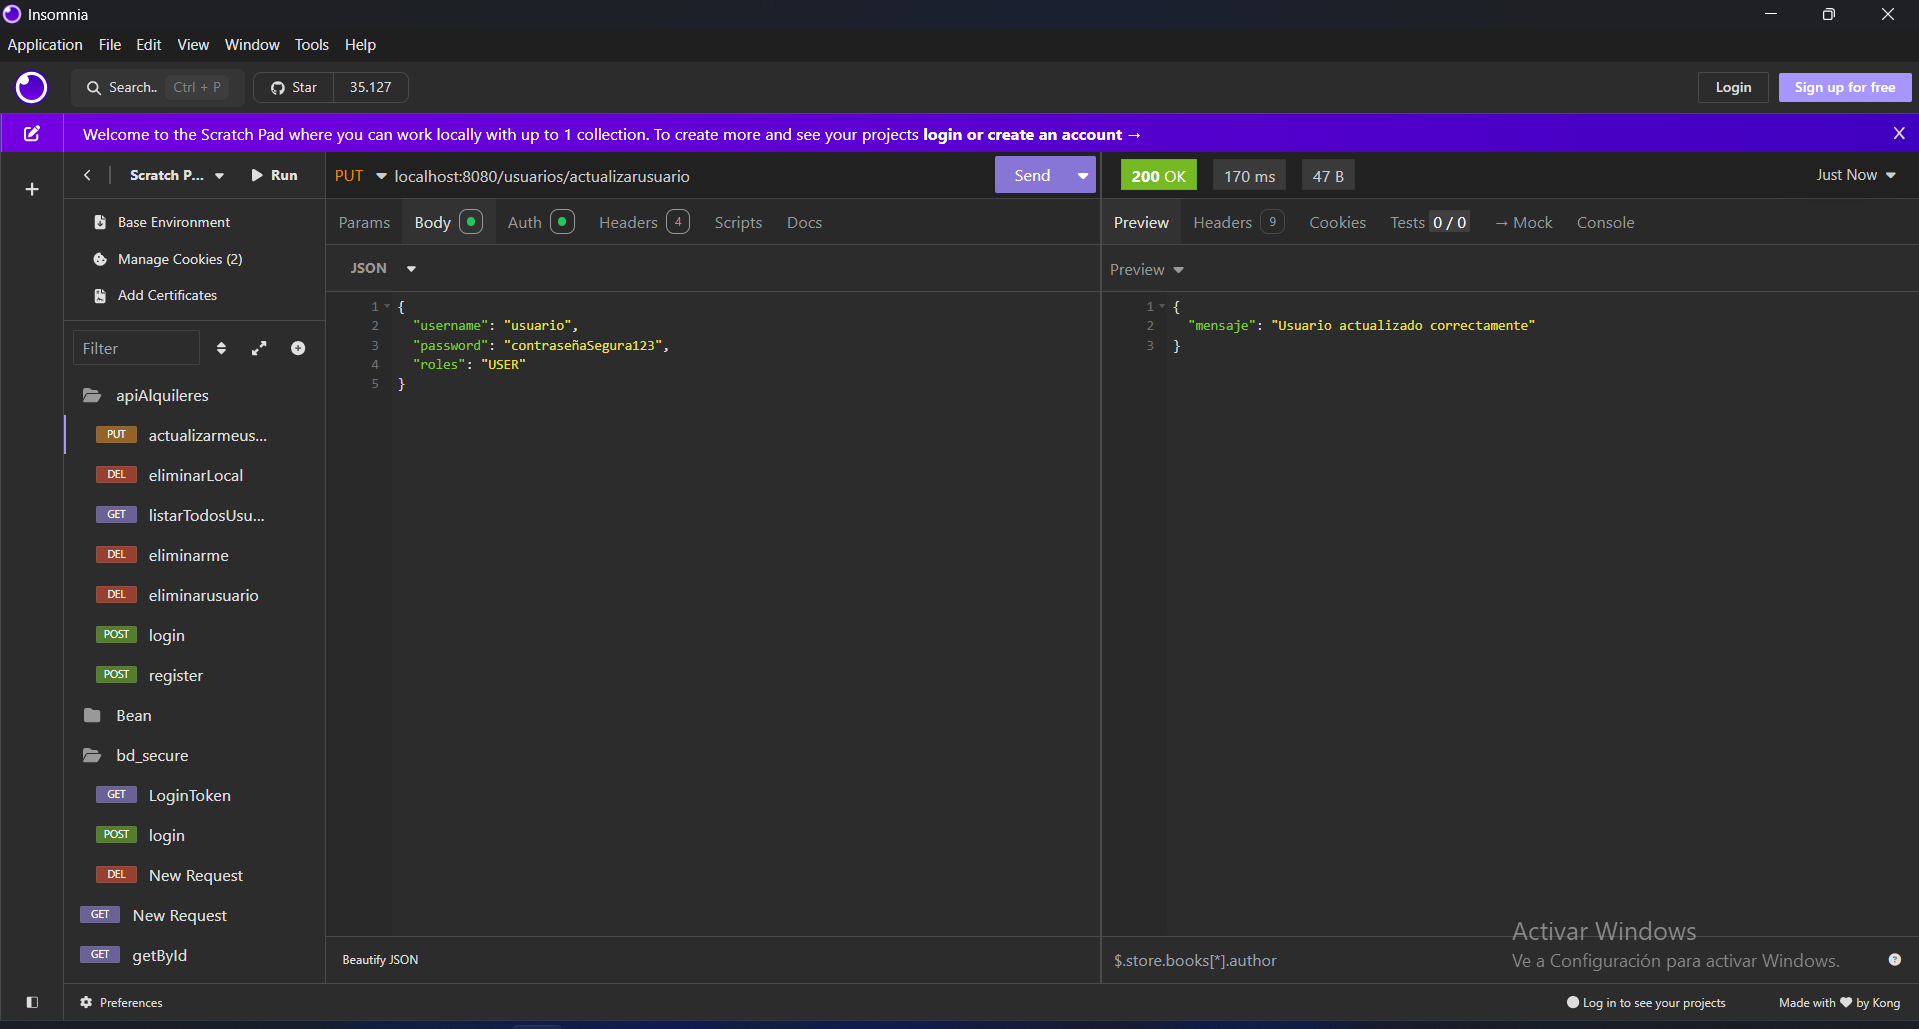 Insomnia
Application File Edit View Window Tools Help
Search.. Ctrl + P Star 35.127 Login Sign up for free
Welcome to the Scratch Pad where you can work locally with up to 1 collection. To create more and see your projects login or create an account → X
Scratch P... Run
Base Environment
Manage Cookies (2)
Add Certificates
Filter
apiAlquileres
PUT actualizarmeus...
DEL eliminarLocal
GET listarTodosUsu...
DEL eliminarme
DEL eliminarusuario
POST login
POST register
Bean
bd_secure
GET LoginToken
POST login
DEL New Request
GET New Request
GET getById
PUT localhost:8080/usuarios/actualizarusuario Send
Params Body Auth Headers 4 Scripts Docs
JSON
1 {
2 "username": "usuario",
3 "password": "contraseñaSegura123",
4 "roles": "USER"
5 }
Beautify JSON
200 OK 170 ms 47 B Just Now
Preview Headers 9 Cookies Tests 0 / 0 → Mock Console
Preview
1 {
2 "mensaje": "Usuario actualizado correctamente"
3 }
Activar Windows
$.store.books[*].author
Ve a Configuración para activar Windows.
Preferences
Log in to see your projects Made with ♥ by Kong